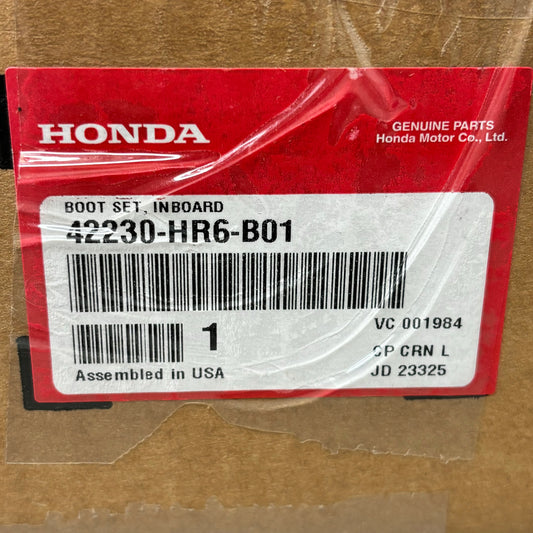 HONDA
GENUINE PARTS
Honda Motor Co., Ltd.
BOOT SET, INBOARD
42230-HR6-B01
1
VC 001984
CP CRN L
Assembled in USA
JD 23325